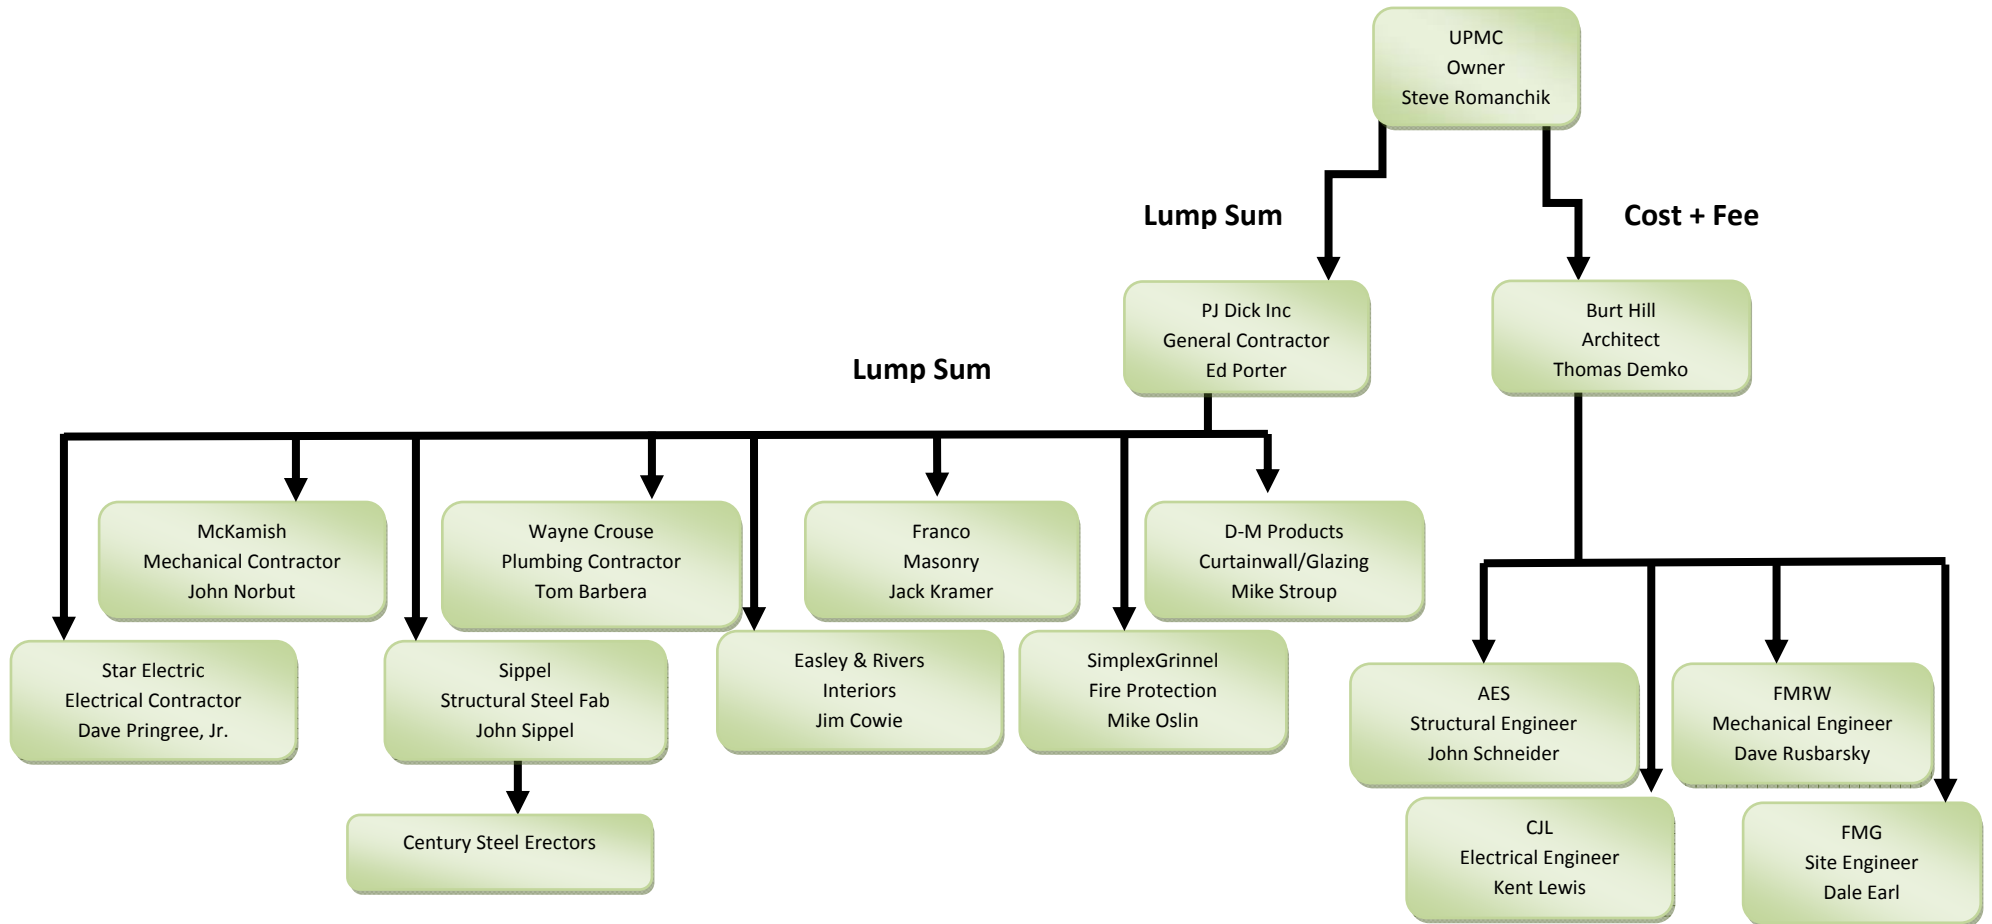 UPMC
Owner
Steve Romanchik
Lump Sum
Cost + Fee
PJ Dick Inc
General Contractor
Ed Porter
Burt Hill
Architect
Thomas Demko
Lump Sum
McKamish
Mechanical Contractor
John Norbut
Wayne Crouse
Plumbing Contractor
Tom Barbera
Franco
Masonry
Jack Kramer
D-M Products
Curtainwall/Glazing
Mike Stroup
Star Electric
Electrical Contractor
Dave Pringree, Jr.
Sippel
Structural Steel Fab
John Sippel
Easley & Rivers
Interiors
Jim Cowie
SimplexGrinnel
Fire Protection
Mike Oslin
AES
Structural Engineer
John Schneider
FMRW
Mechanical Engineer
Dave Rusbarsky
Century Steel Erectors
CJL
Electrical Engineer
Kent Lewis
FMG
Site Engineer
Dale Earl